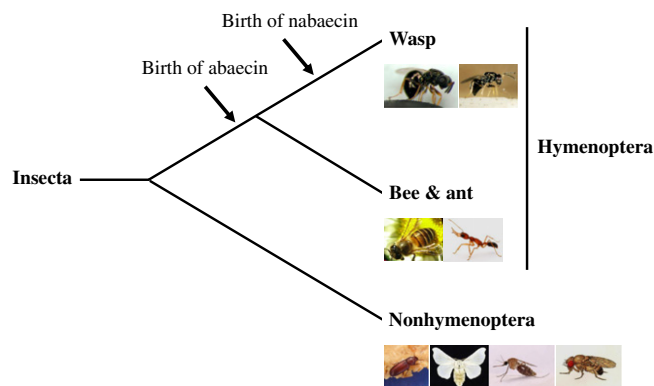 Birth of nabaecin
Wasp
Birth of abaecin
Hymenoptera
Insecta
Bee & ant
Nonhymenoptera